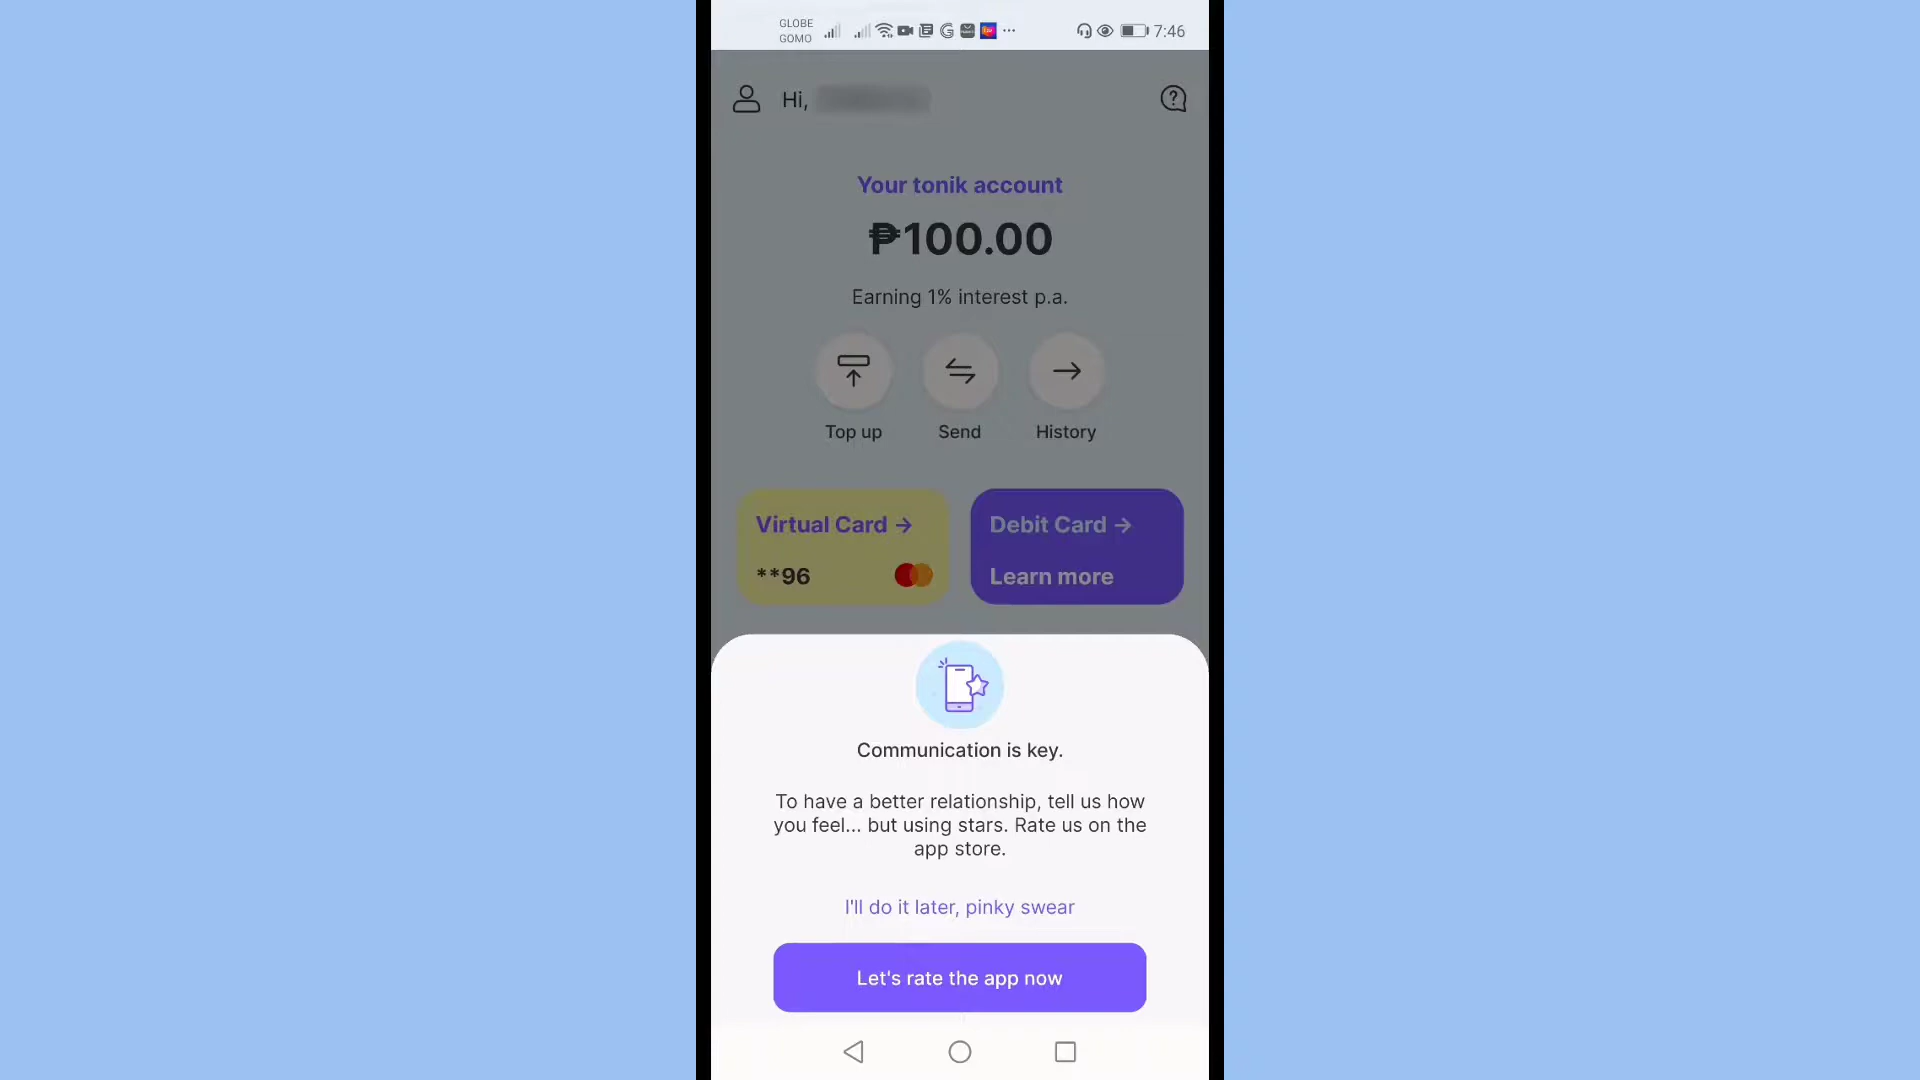 GLOBE
GOMO
7:46
Hi,
Your tonik account
₱100.00
Earning 1% interest p.a.
Top up
Send
History
Virtual Card →
**96
Debit Card →
Learn more
Communication is key.
To have a better relationship, tell us how
you feel... but using stars. Rate us on the
app store.
I'll do it later, pinky swear
Let's rate the app now